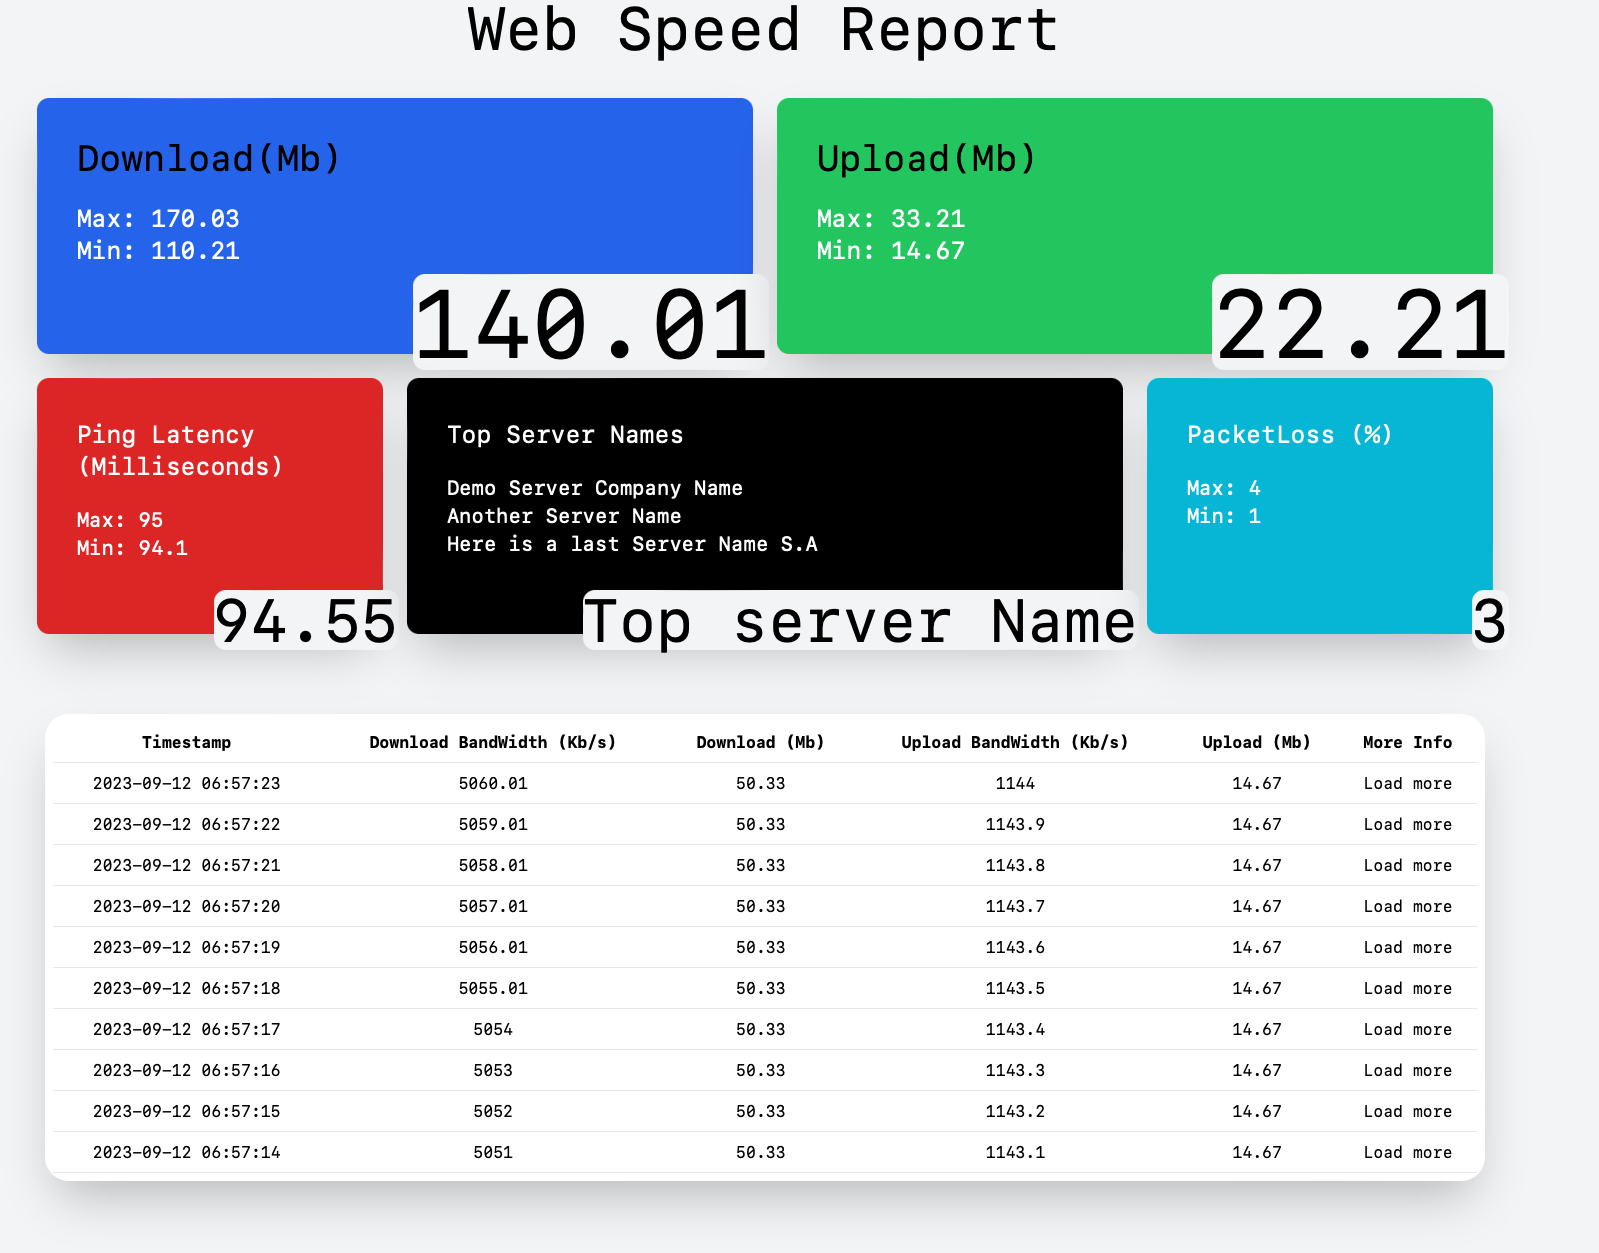 Web Speed Report
Download(Mb)
Max: 170.03
Min: 110.21
140.01
Upload(Mb)
Max: 33.21
Min: 14.67
22.21
Ping Latency
(Milliseconds)
Max: 95
Min: 94.1
94.55
Top Server Names
Demo Server Company Name
Another Server Name
Here is a last Server Name S.A
Top server Name
PacketLoss (%)
Max: 4
Min: 1
3
Timestamp Download BandWidth (Kb/s) Download (Mb) Upload BandWidth (Kb/s) Upload (Mb) More Info
2023-09-12 06:57:23 5060.01 50.33 1144 14.67 Load more
2023-09-12 06:57:22 5059.01 50.33 1143.9 14.67 Load more
2023-09-12 06:57:21 5058.01 50.33 1143.8 14.67 Load more
2023-09-12 06:57:20 5057.01 50.33 1143.7 14.67 Load more
2023-09-12 06:57:19 5056.01 50.33 1143.6 14.67 Load more
2023-09-12 06:57:18 5055.01 50.33 1143.5 14.67 Load more
2023-09-12 06:57:17 5054 50.33 1143.4 14.67 Load more
2023-09-12 06:57:16 5053 50.33 1143.3 14.67 Load more
2023-09-12 06:57:15 5052 50.33 1143.2 14.67 Load more
2023-09-12 06:57:14 5051 50.33 1143.1 14.67 Load more